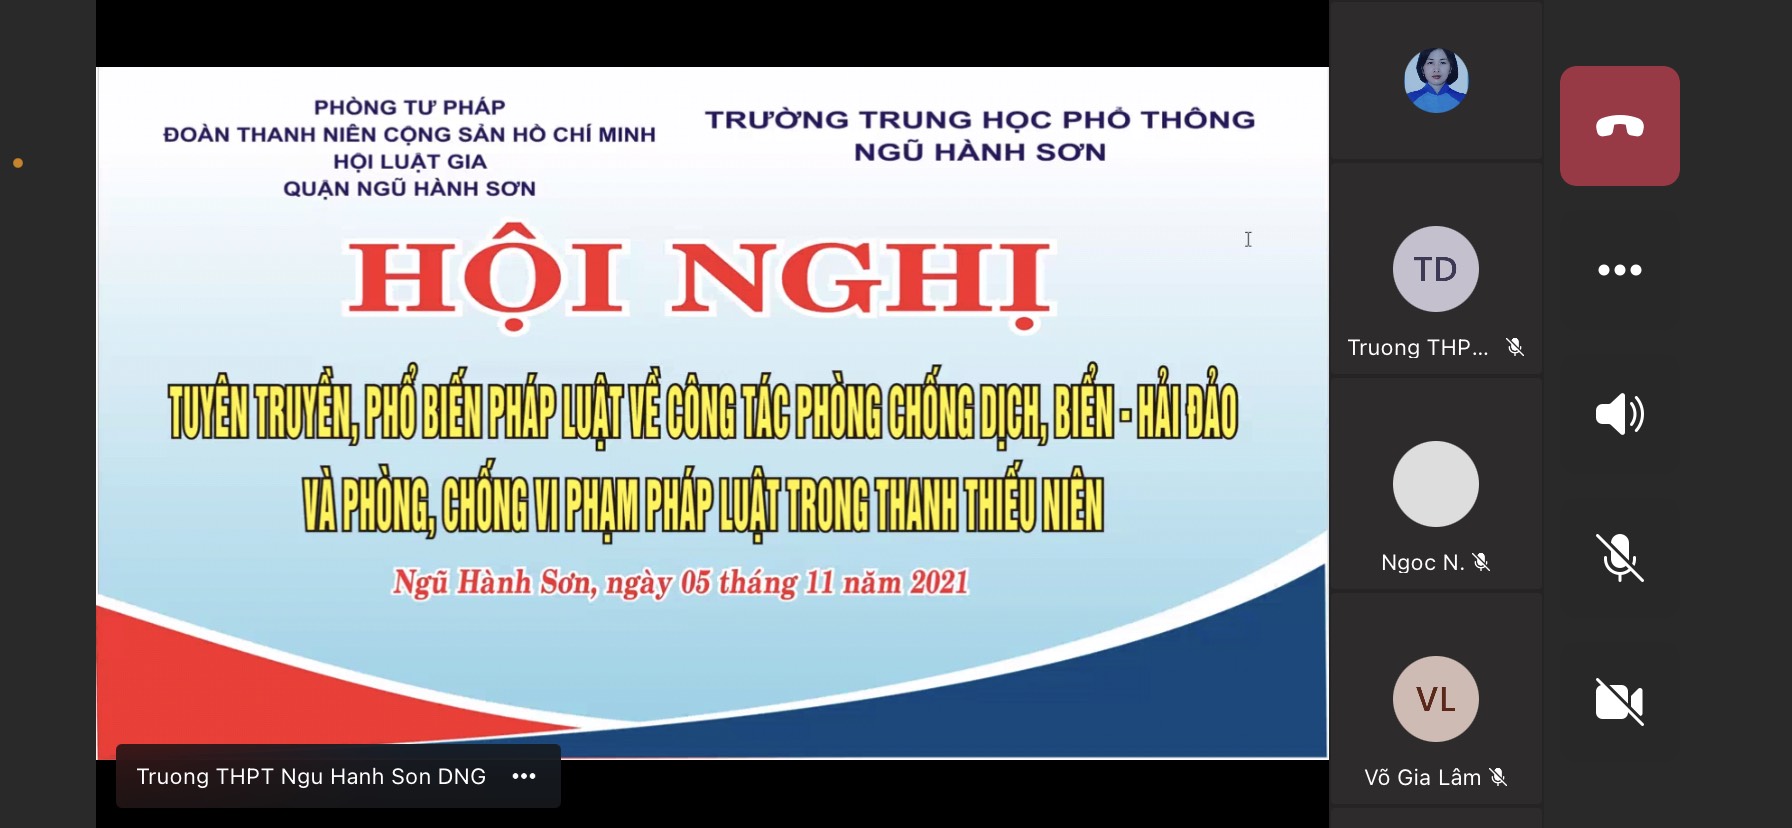 PHÒNG TƯ PHÁP
ĐOÀN THANH NIÊN CỘNG SẢN HỒ CHÍ MINH
HỘI LUẬT GIA
QUẬN NGŨ HÀNH SƠN
TRƯỜNG TRUNG HỌC PHỔ THÔNG
NGŨ HÀNH SƠN
HỘI NGHỊ
TUYÊN TRUYỀN, PHỔ BIẾN PHÁP LUẬT VỀ CÔNG TÁC PHÒNG CHỐNG DỊCH, BIỂN - HẢI ĐẢO
VÀ PHÒNG, CHỐNG VI PHẠM PHÁP LUẬT TRONG THANH THIẾU NIÊN
Ngũ Hành Sơn, ngày 05 tháng 11 năm 2021
Truong THPT Ngu Hanh Son DNG
TD
Truong THP...
Ngoc N.
VL
Võ Gia Lâm